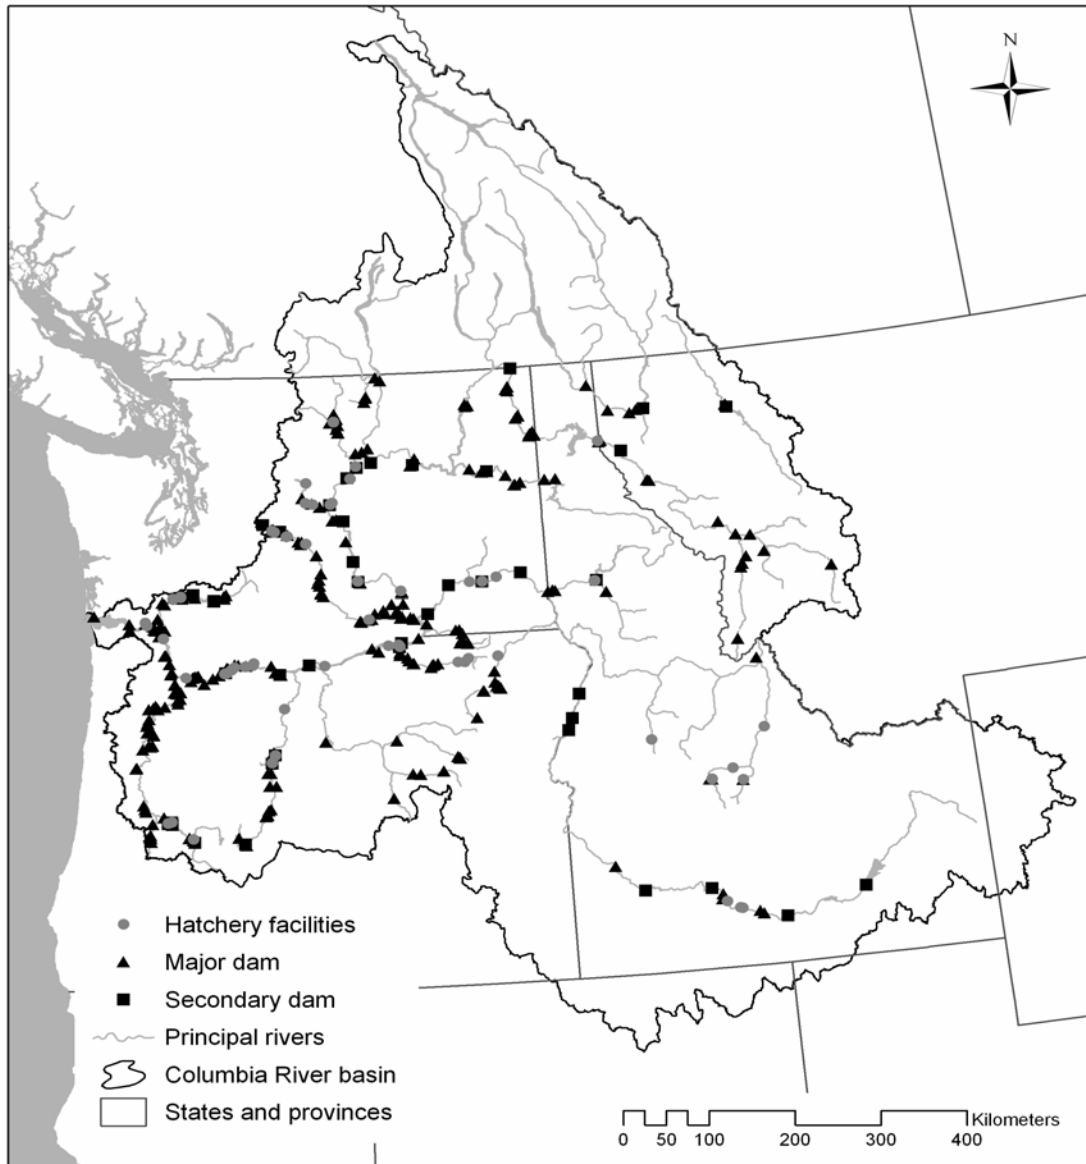 N
Hatchery facilities
Major dam
Secondary dam
Principal rivers
Columbia River basin
States and provinces
Kilometers
0 50 100 200 300 400